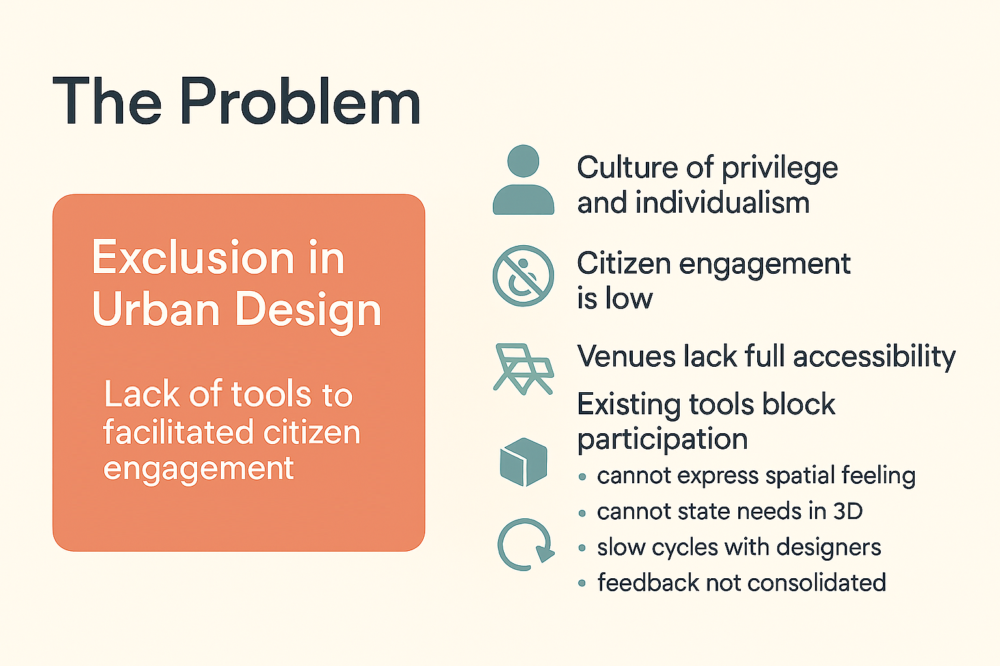 The Problem
Exclusion in
Urban Design
Lack of tools to
facilitated citizen
engagement
Culture of privilege
and individualism
Citizen engagement
is low
Venues lack full accessibility
Existing tools block
participation
• cannot express spatial feeling
• cannot state needs in 3D
• slow cycles with designers
• feedback not consolidated